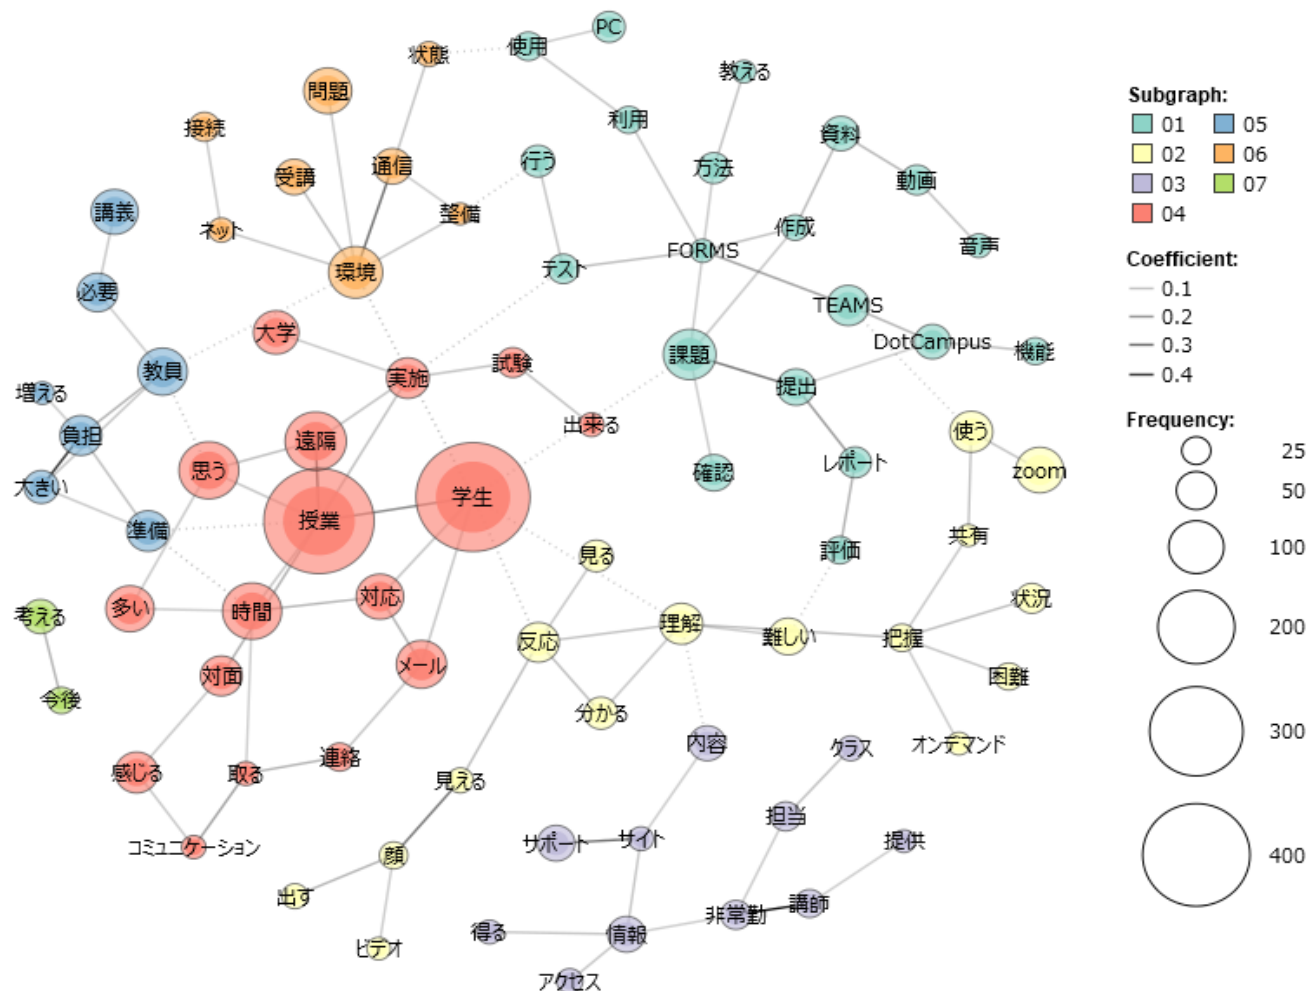 PC
状態
使用
問題
教える
接続
利用
資料
受講
通信
行う
方法
動画
講義
ネット
整備
作成
音声
環境
テスト
FORMS
必要
TEAMS
大学
DotCampus
機能
教員
実施
試験
課題
増える
提出
負担
遠隔
出来る
使う
思う
確認
レポート
zoom
大きい
学生
準備
授業
共有
評価
見る
多い
時間
対応
状況
考える
反応
理解
難しい
把握
対面
メール
困難
今後
分かる
内容
クラス
オンデマンド
感じる
取る
連絡
見える
担当
コミュニケーション
サポート
サイト
提供
顔
出す
非常勤
講師
ビデオ
得る
情報
アクセス
Subgraph:
01 05
02 06
03 07
04
Coefficient:
0.1
0.2
0.3
0.4
Frequency:
25
50
100
200
300
400